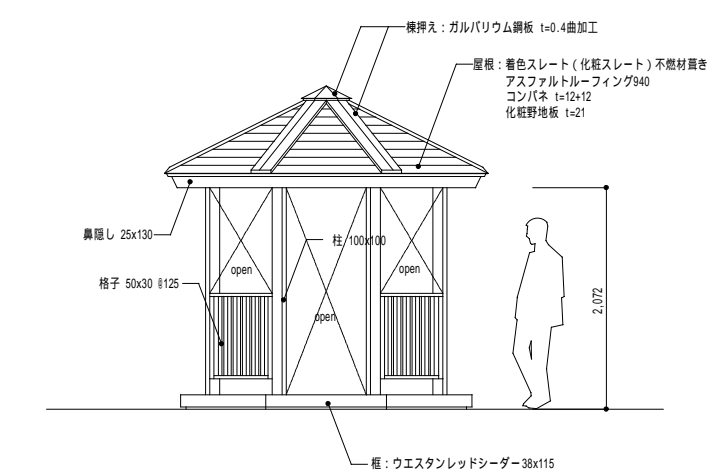 棟押え：ガルバリウム鋼板 t=0.4曲加工
屋根：着色スレート（化粧スレート）不燃材葺き
アスファルトルーフィング940
コンパネ t=12+12
化粧野地板 t=21
鼻隠し 25x130
柱 100x100
格子 50x30 @125
open
open
open
2,072
框：ウエスタンレッドシーダー38x115